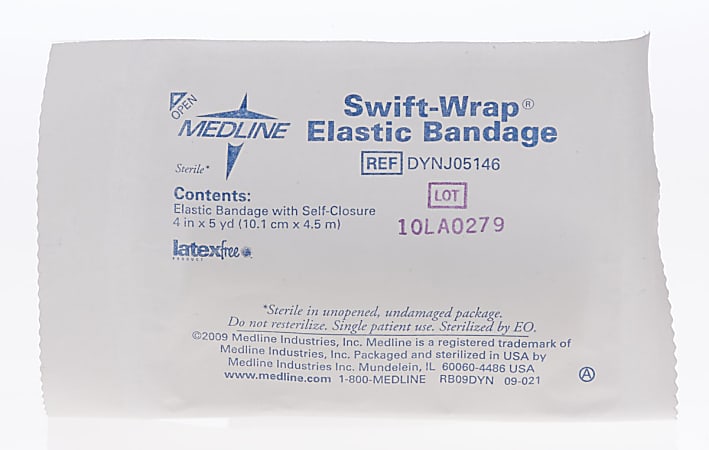 OPEN
MEDLINE
Sterile*
Swift-Wrap®
Elastic Bandage
REF DYNJ05146
LOT
10LA0279
Contents:
Elastic Bandage with Self-Closure
4 in x 5 yd (10.1 cm x 4.5 m)
latexfree
PRODUCT
*Sterile in unopened, undamaged package.
Do not resterilize. Single patient use. Sterilized by EO.
©2009 Medline Industries, Inc. Medline is a registered trademark of
Medline Industries, Inc. Packaged and sterilized in USA by
Medline Industries Inc. Mundelein, IL 60060-4486 USA
www.medline.com 1-800-MEDLINE RB09DYN 09-021
A